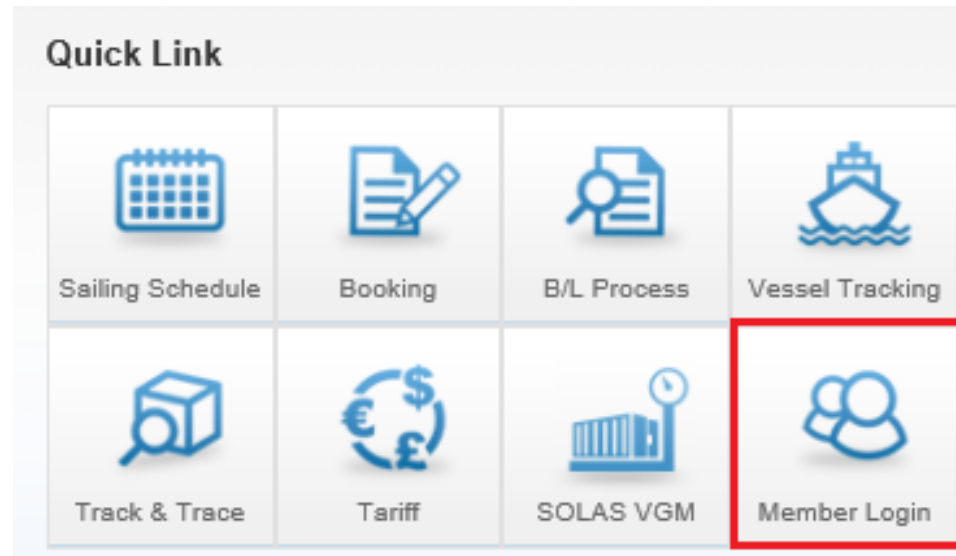 Quick Link
Sailing Schedule
Booking
B/L Process
Vessel Tracking
$
€
£
Track & Trace
Tariff
SOLAS VGM
Member Login